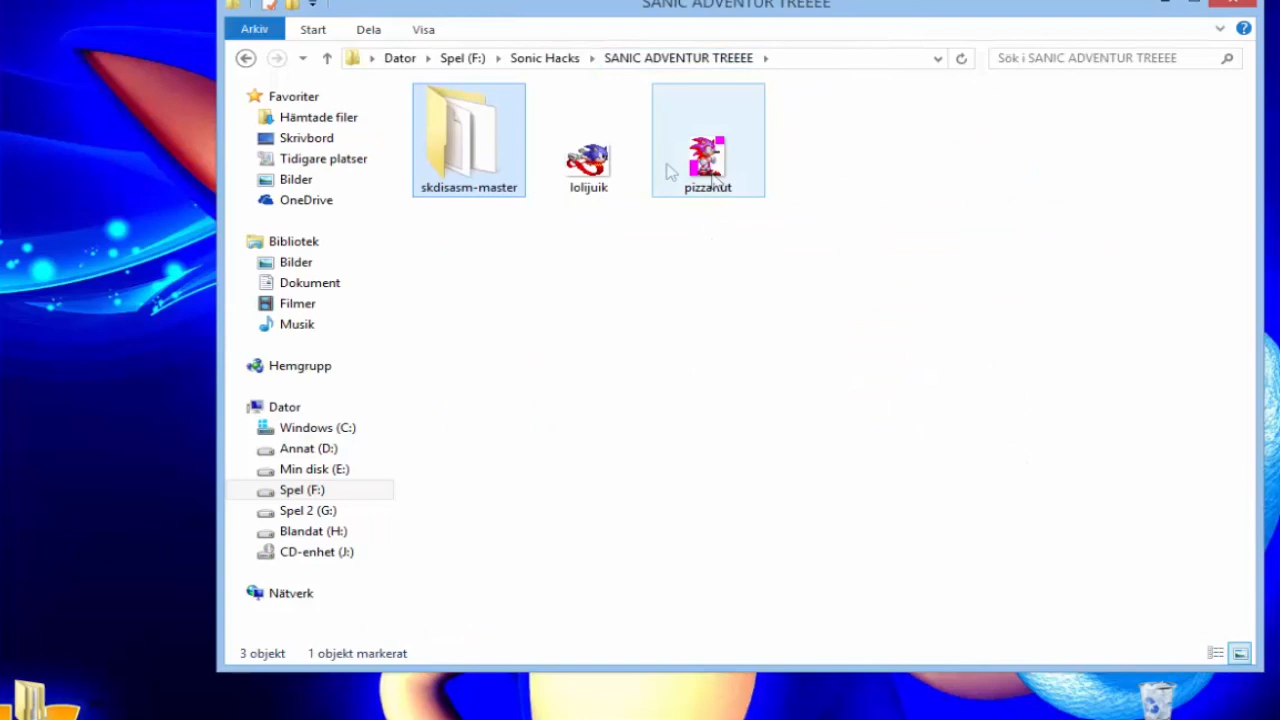 SANIC ADVENTUR TREEEE
Arkiv Start Dela Visa
Dator Spel (F:) Sonic Hacks SANIC ADVENTUR TREEEE
Sök i SANIC ADVENTUR TREEEE
Favoriter
Hämtade filer
Skrivbord
Tidigare platser
Bilder
OneDrive
Bibliotek
Bilder
Dokument
Filmer
Musik
Hemgrupp
Dator
Windows (C:)
Annat (D:)
Min disk (E:)
Spel (F:)
Spel 2 (G:)
Blandat (H:)
CD-enhet (J:)
Nätverk
skdisasm-master lolijuik pizzahut
3 objekt 1 objekt markerat